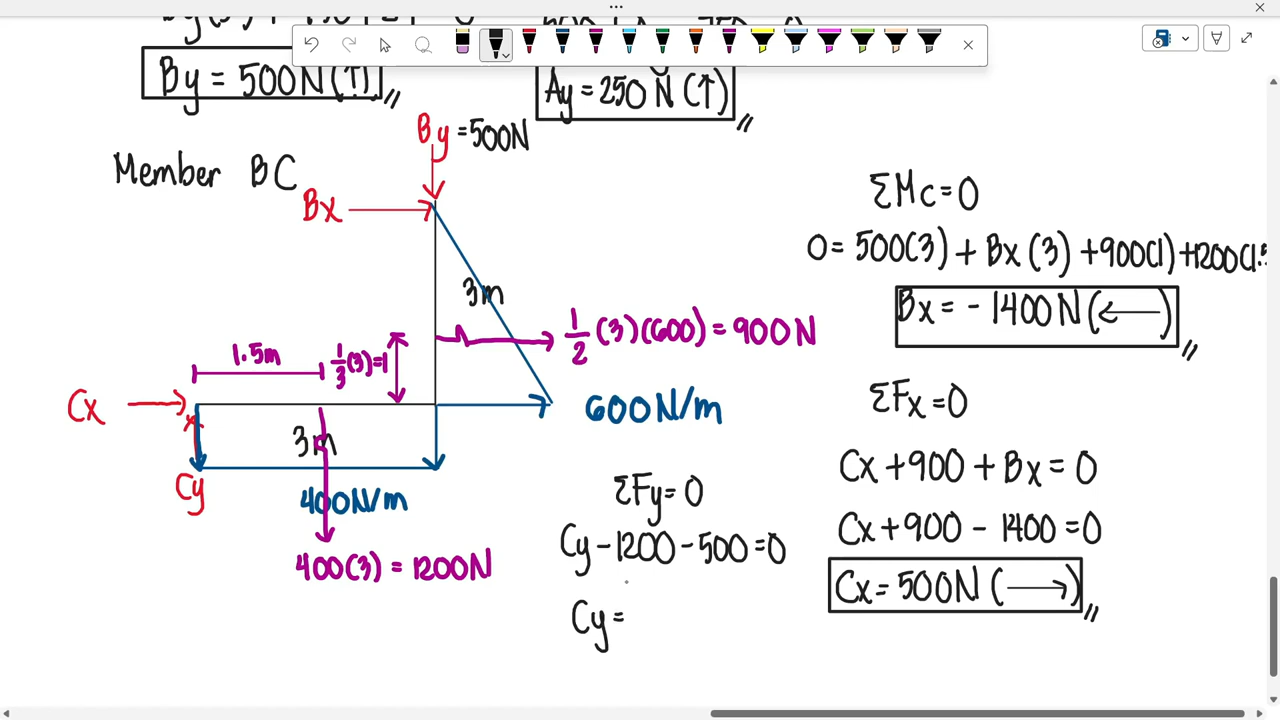 By = 500N (↑)
Ay = 250 N (↑)
Member BC
By = 500N
Bx
3m
1/2 (3)(600) = 900N
1.5m
1/3(3)=1
Cx
600N/m
3m
Cy
400N/m
400(3) = 1200N
ΣFy = 0
Cy - 1200 - 500 = 0
Cy =
ΣMc = 0
0 = 500(3) + Bx (3) + 900(1) + 1200(1.5
Bx = - 1400 N (←)
ΣFx = 0
Cx + 900 + Bx = 0
Cx + 900 - 1400 = 0
Cx = 500N (→)